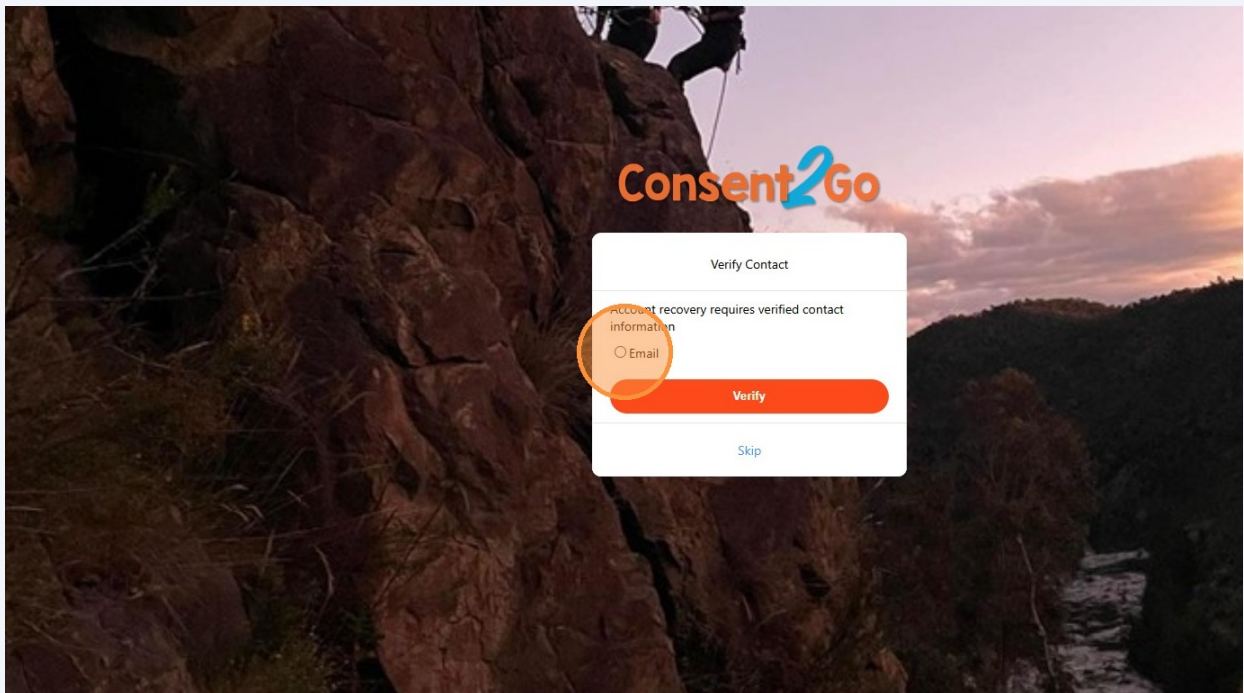 Consent2Go
Verify Contact
Account recovery requires verified contact
information
Email
Verify
Skip